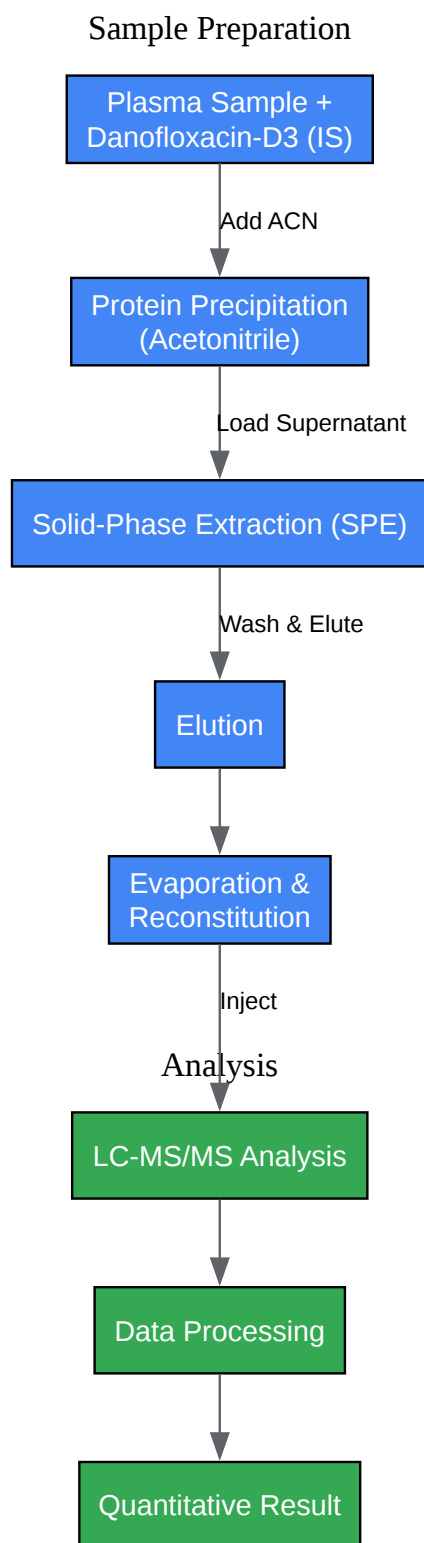 Sample Preparation
Plasma Sample +
Danofloxacin-D3 (IS)
Add ACN
Protein Precipitation
(Acetonitrile)
Load Supernatant
Solid-Phase Extraction (SPE)
Wash & Elute
Elution
Evaporation &
Reconstitution
Inject
Analysis
LC-MS/MS Analysis
Data Processing
Quantitative Result